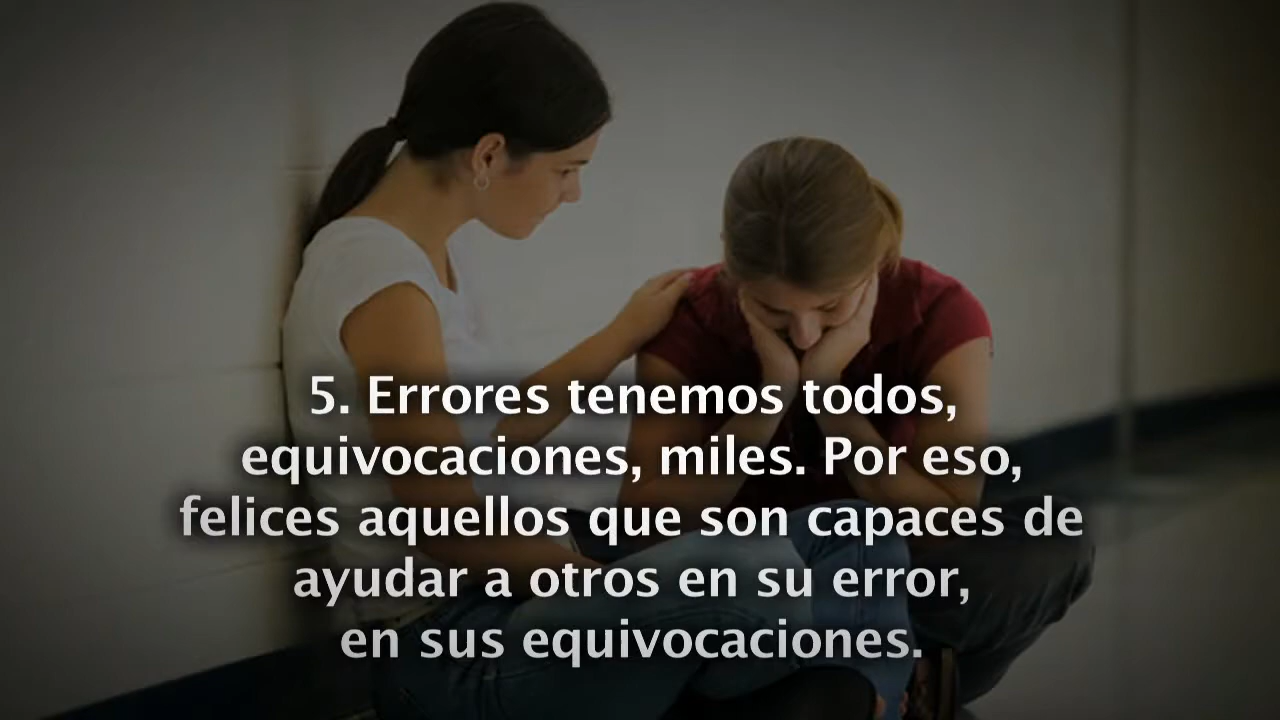 5. Errores tenemos todos,
equivocaciones, miles. Por eso,
felices aquellos que son capaces de
ayudar a otros en su error,
en sus equivocaciones.